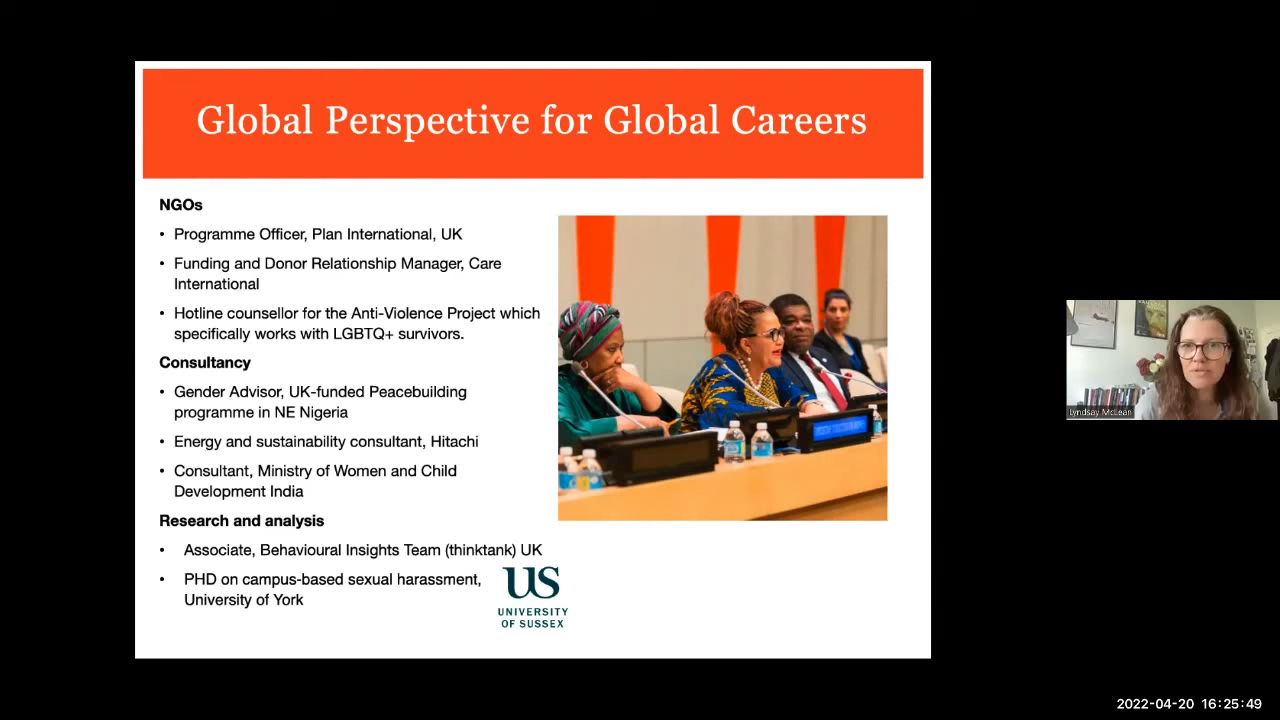 Global Perspective for Global Careers
NGOs
• Programme Officer, Plan International, UK
• Funding and Donor Relationship Manager, Care
International
• Hotline counsellor for the Anti-Violence Project which
specifically works with LGBTQ+ survivors.
Consultancy
• Gender Advisor, UK-funded Peacebuilding
programme in NE Nigeria
• Energy and sustainability consultant, Hitachi
• Consultant, Ministry of Women and Child
Development India
Research and analysis
• Associate, Behavioural Insights Team (thinktank) UK
• PHD on campus-based sexual harassment,
University of York
US
UNIVERSITY
OF SUSSEX
Lyndsay McLean
2022-04-20 16:25:49